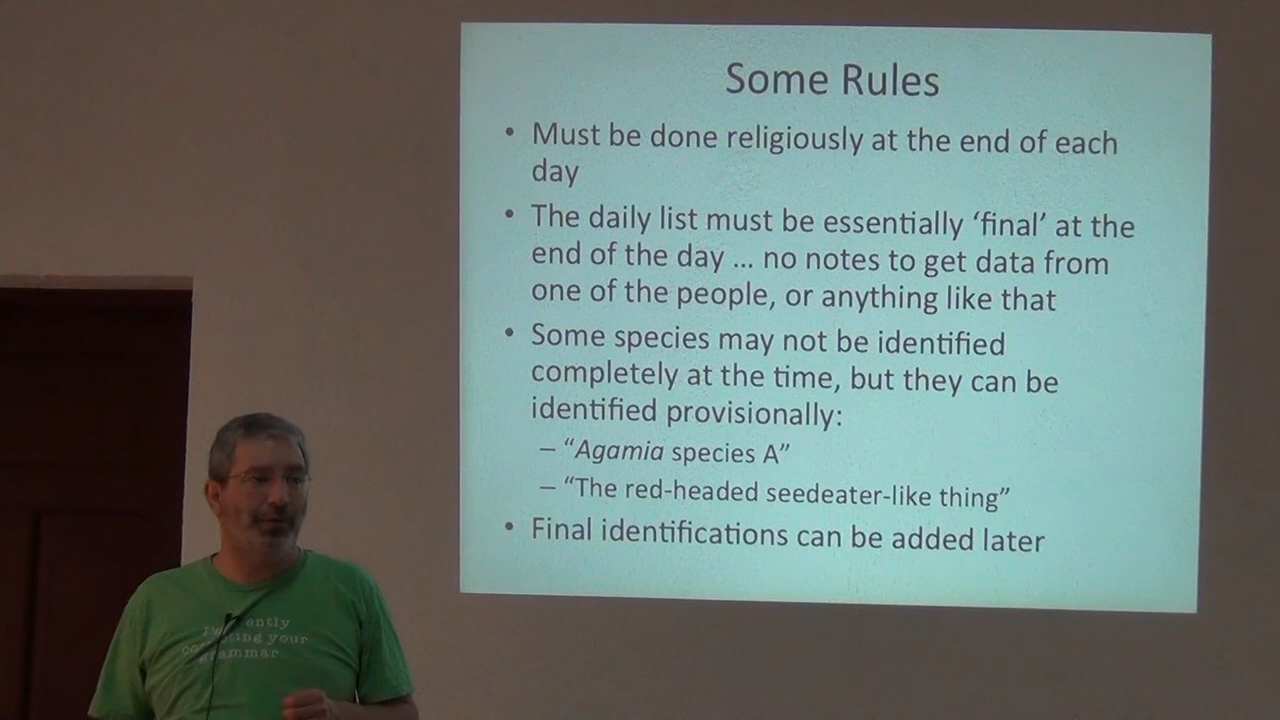 Some Rules
• Must be done religiously at the end of each
day
• The daily list must be essentially ‘final’ at the
end of the day ... no notes to get data from
one of the people, or anything like that
• Some species may not be identified
completely at the time, but they can be
identified provisionally:
– “Agamia species A”
– “The red-headed seedeater-like thing”
• Final identifications can be added later
your
grammar